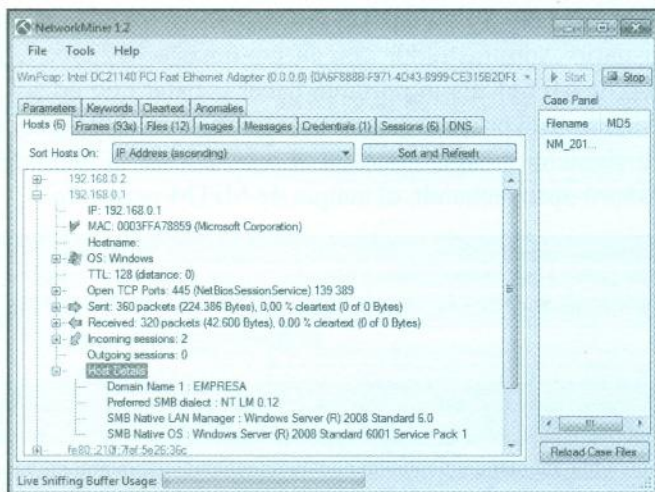 NetworkMiner 1.2
File Tools Help
WinPcap: Intel DC21140 PCI Fast Ethernet Adapter (0.0.0.0)
Start Stop
Parameters Keywords Cleartext Anomalies
Hosts (6) Frames (93x) Files (12) Images Messages Credentials (1) Sessions (6) DNS
Sort Hosts On: IP Address (ascending) Sort and Refresh
192.168.0.2
192.168.0.1
IP: 192.168.0.1
MAC: 0003FFA78859 (Microsoft Corporation)
Hostname:
OS: Windows
TTL: 128 (distance: 0)
Open TCP Ports: 445 (NetBiosSessionService) 139 389
Sent: 360 packets (224.386 Bytes), 0,00 % cleartext (0 of 0 Bytes)
Received: 320 packets (42.600 Bytes), 0,00 % cleartext (0 of 0 Bytes)
Incoming sessions: 2
Outgoing sessions: 0
Host Details
Domain Name 1 : EMPRESA
Preferred SMB dialect : NT LM 0.12
SMB Native LAN Manager : Windows Server (R) 2008 Standard 6.0
SMB Native OS : Windows Server (R) 2008 Standard 6001 Service Pack 1
Case Panel
Filename MD5
NM_201...
Reload Case Files
Live Sniffing Buffer Usage: